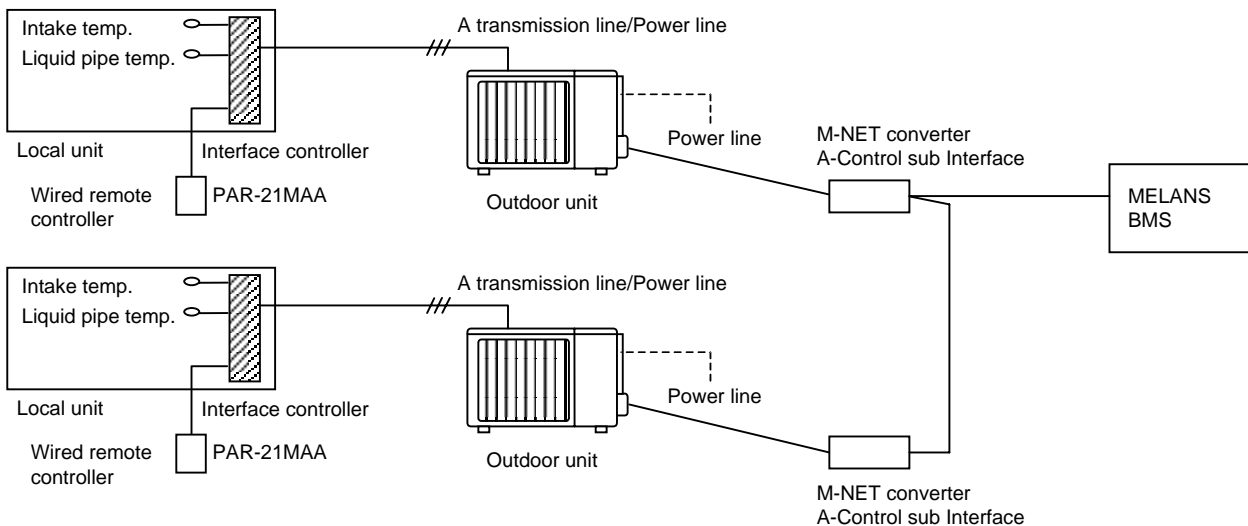 Intake temp.
Liquid pipe temp.
A transmission line/Power line
Local unit
Interface controller
Wired remote
controller
PAR-21MAA
Power line
Outdoor unit
M-NET converter
A-Control sub Interface
MELANS
BMS
Intake temp.
Liquid pipe temp.
A transmission line/Power line
Local unit
Interface controller
Wired remote
controller
PAR-21MAA
Power line
Outdoor unit
M-NET converter
A-Control sub Interface